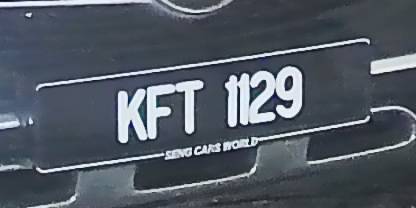 KFT 1129
SENG CARS WORLD